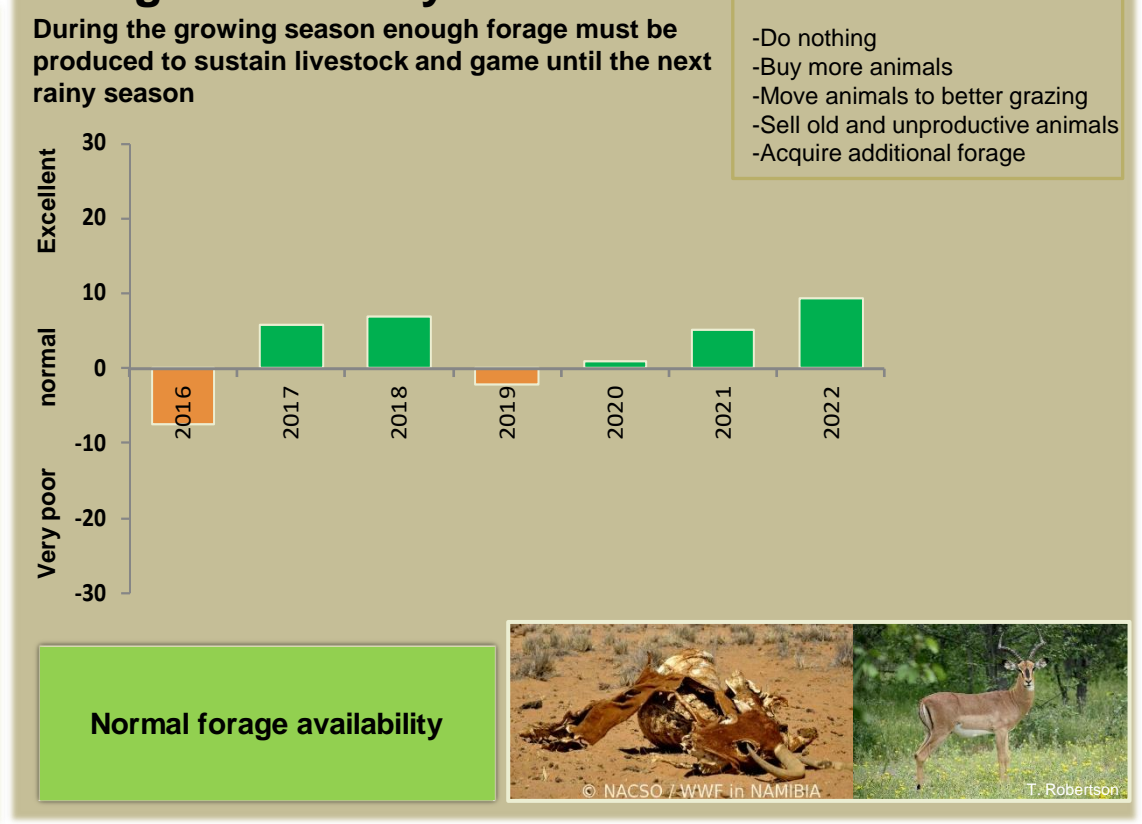 During the growing season enough forage must be
produced to sustain livestock and game until the next
rainy season
-Do nothing
-Buy more animals
-Move animals to better grazing
-Sell old and unproductive animals
-Acquire additional forage
Excellent
normal
Very poor
30
20
10
0
-10
-20
-30
2016
2017
2018
2019
2020
2021
2022
Normal forage availability
© NACSO / WWF in NAMIBIA
T. Robertson